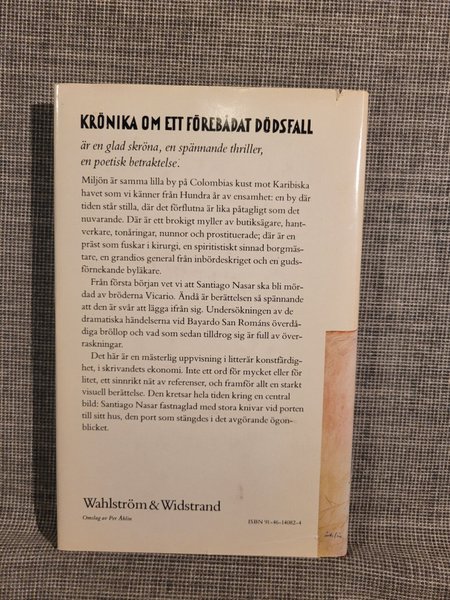 KRÖNIKA OM ETT FÖREBÅDAT DÖDSFALL
är en glad skröna, en spännande thriller,
en poetisk betraktelse.
Miljön är samma lilla by på Colombias kust mot Karibiska
havet som vi känner från Hundra år av ensamhet: en by där
tiden står stilla, där det förflutna är lika påtagligt som det
nuvarande. Där är ett brokigt myller av butiksägare, hant-
verkare, tonåringar, nunnor och prostituerade; där är en
präst som fuskar i kirurgi, en spiritistiskt sinnad borgmäs-
tare, en grandios general från inbördeskriget och en guds-
förnekande byläkare.
Från första början vet vi att Santiago Nasar ska bli mör-
dad av bröderna Vicario. Ändå är berättelsen så spännande
att den är svår att lägga ifrån sig. Undersökningen av de
dramatiska händelserna vid Bayardo San Románs överdå-
diga bröllop och vad som sedan tilldrog sig är full av över-
raskningar.
Det här är en mästerlig uppvisning i litterär konstfärdig-
het, i skrivandets ekonomi. Inte ett ord för mycket eller för
litet, ett sinnrikt nät av referenser, och framför allt en starkt
visuell berättelse. Den kretsar hela tiden kring en central
bild: Santiago Nasar fastnaglad med stora knivar vid porten
till sitt hus, den port som stängdes i det avgörande ögon-
blicket.
Wahlström & Widstrand
Omslag av Per Åhlin
ISBN 91-46-14082-4